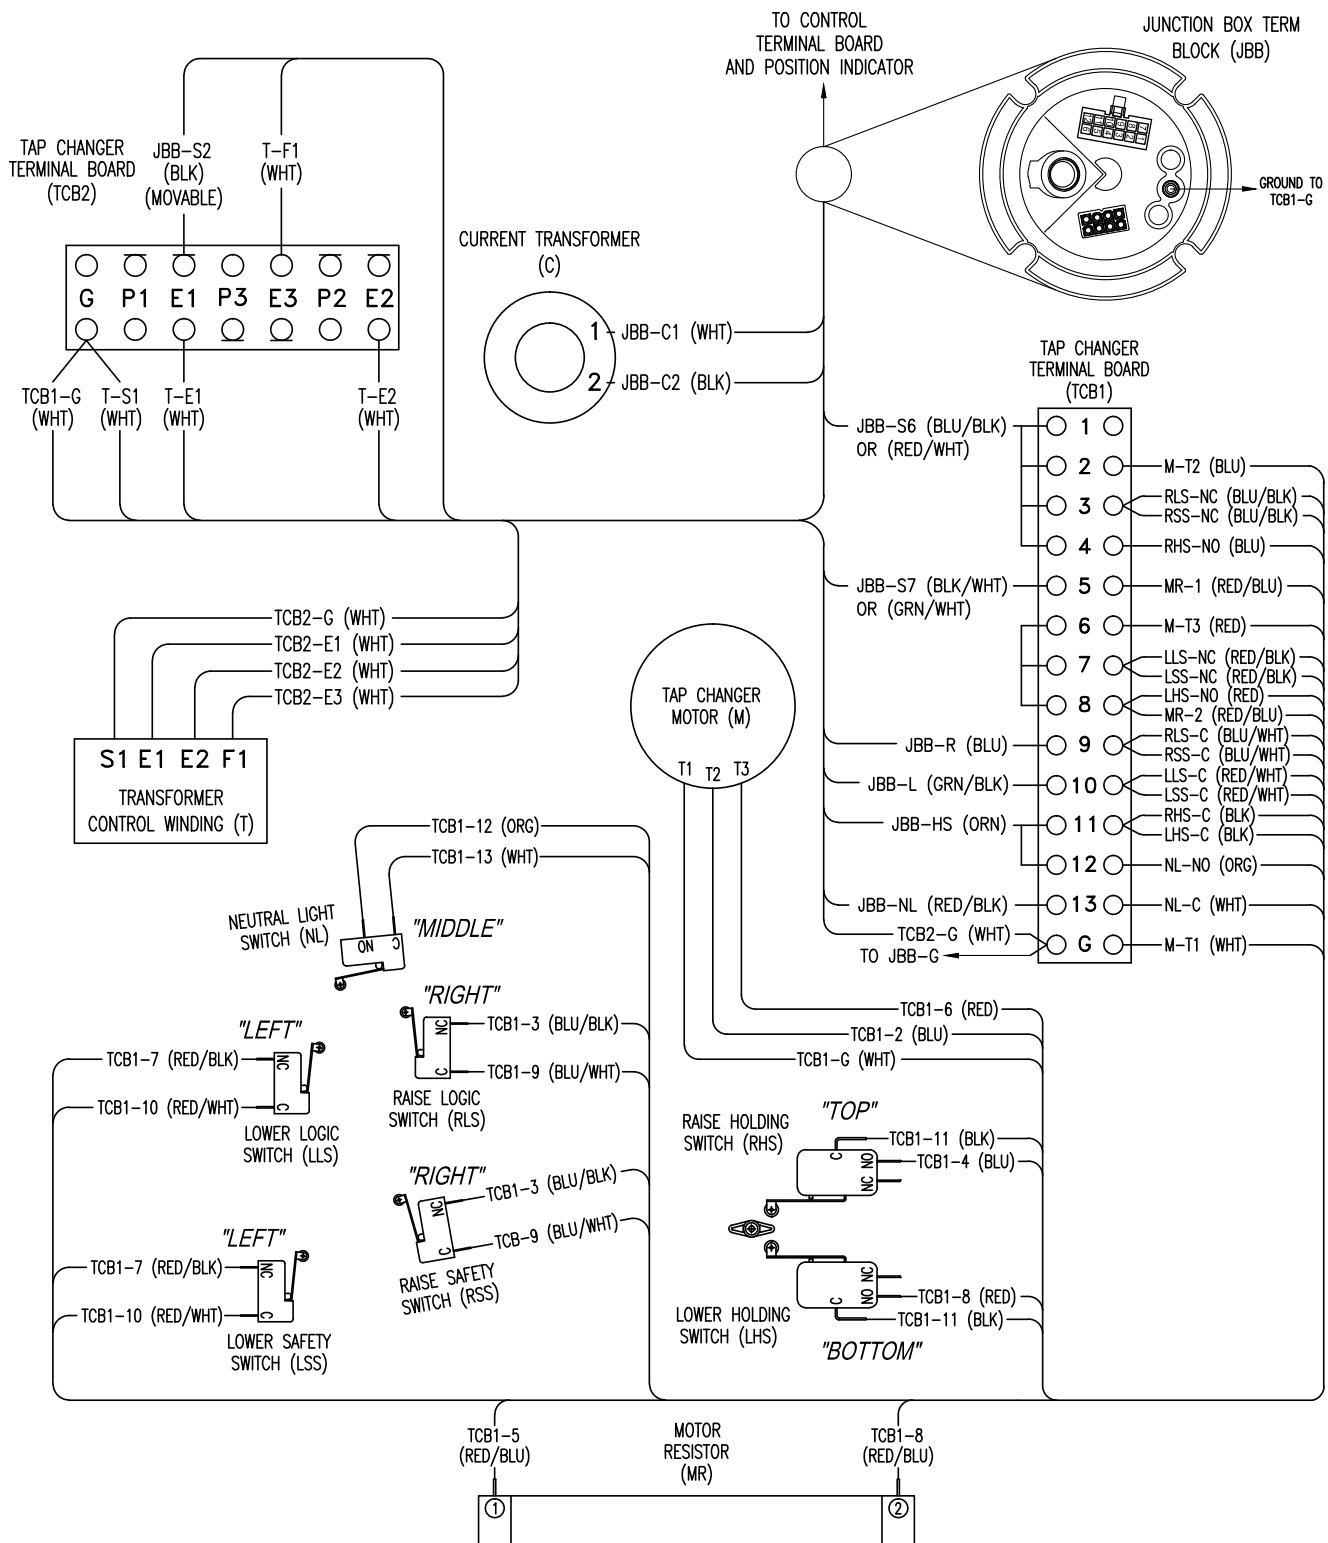 TO CONTROL
TERMINAL BOARD
AND POSITION INDICATOR
JUNCTION BOX TERM
BLOCK (JBB)
GROUND TO
TCB1-G
TAP CHANGER
TERMINAL BOARD
(TCB2)
JBB-S2
(BLK)
(MOVABLE)
T-F1
(WHT)
G P1 E1 P3 E3 P2 E2
TCB1-G
(WHT)
T-S1
(WHT)
T-E1
(WHT)
T-E2
(WHT)
CURRENT TRANSFORMER
(C)
1 JBB-C1 (WHT)
2 JBB-C2 (BLK)
TAP CHANGER
TERMINAL BOARD
(TCB1)
JBB-S6 (BLU/BLK)
OR (RED/WHT)
1
2 M-T2 (BLU)
3 RLS-NC (BLU/BLK)
RSS-NC (BLU/BLK)
4 RHS-NO (BLU)
JBB-S7 (BLK/WHT)
OR (GRN/WHT)
5 MR-1 (RED/BLU)
6 M-T3 (RED)
7 LLS-NC (RED/BLK)
LSS-NC (RED/BLK)
8 LHS-NO (RED)
MR-2 (RED/BLU)
JBB-R (BLU) 9 RLS-C (BLU/WHT)
RSS-C (BLU/WHT)
JBB-L (GRN/BLK) 10 LLS-C (RED/WHT)
LSS-C (RED/WHT)
JBB-HS (ORN) 11 RHS-C (BLK)
LHS-C (BLK)
12 NL-NO (ORG)
JBB-NL (RED/BLK) 13 NL-C (WHT)
TCB2-G (WHT)
TO JBB-G
G M-T1 (WHT)
TCB2-G (WHT)
TCB2-E1 (WHT)
TCB2-E2 (WHT)
TCB2-E3 (WHT)
S1 E1 E2 F1
TRANSFORMER
CONTROL WINDING (T)
TAP CHANGER
MOTOR (M)
T1 T2 T3
TCB1-6 (RED)
TCB1-2 (BLU)
TCB1-G (WHT)
TCB1-12 (ORG)
TCB1-13 (WHT)
NEUTRAL LIGHT
SWITCH (NL)
NO C
"MIDDLE"
"RIGHT"
NC
C
TCB1-3 (BLU/BLK)
TCB1-9 (BLU/WHT)
RAISE LOGIC
SWITCH (RLS)
"LEFT"
TCB1-7 (RED/BLK)
NC
TCB1-10 (RED/WHT)
C
LOWER LOGIC
SWITCH (LLS)
"RIGHT"
NC
C
TCB1-3 (BLU/BLK)
TCB-9 (BLU/WHT)
RAISE SAFETY
SWITCH (RSS)
"LEFT"
TCB1-7 (RED/BLK)
NC
TCB1-10 (RED/WHT)
C
LOWER SAFETY
SWITCH (LSS)
RAISE HOLDING
SWITCH (RHS)
"TOP"
C
NO
NC
TCB1-11 (BLK)
TCB1-4 (BLU)
LOWER HOLDING
SWITCH (LHS)
C
NC
NO
TCB1-8 (RED)
TCB1-11 (BLK)
"BOTTOM"
TCB1-5
(RED/BLU)
MOTOR
RESISTOR
(MR)
TCB1-8
(RED/BLU)
1
2